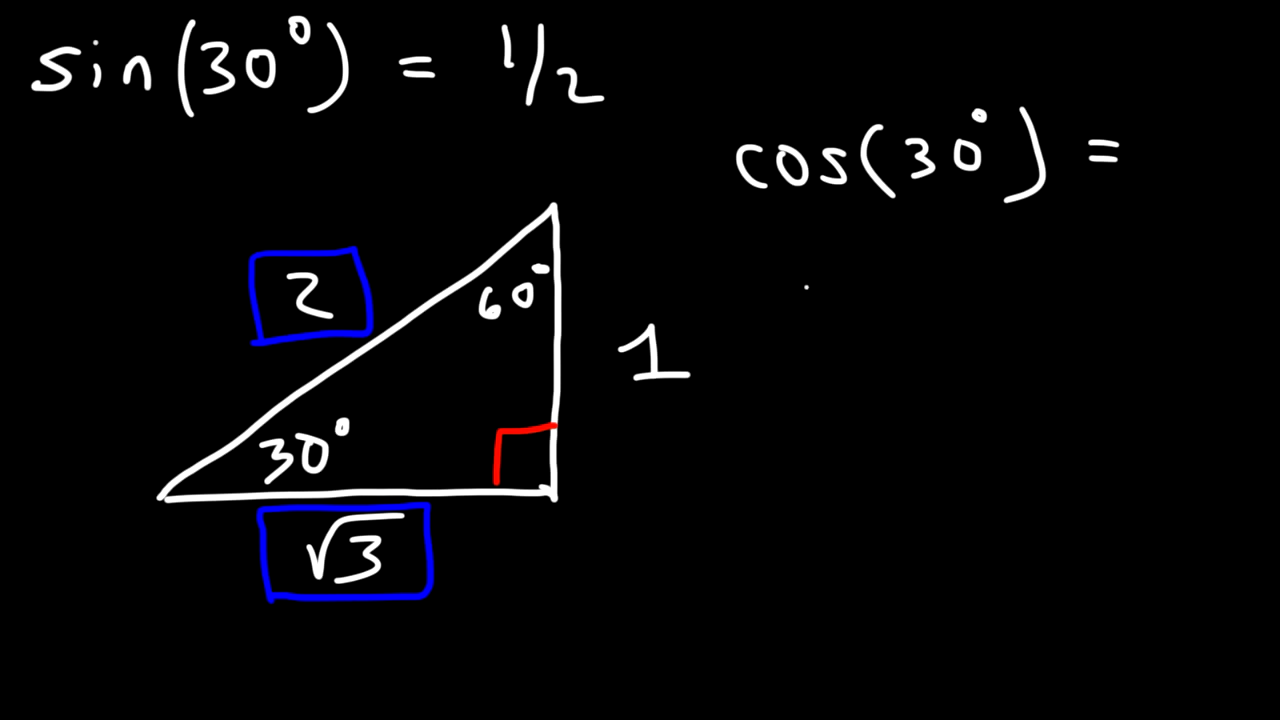 sin(30°) = 1/2
cos(30°) =
2
60°
1
30°
√3